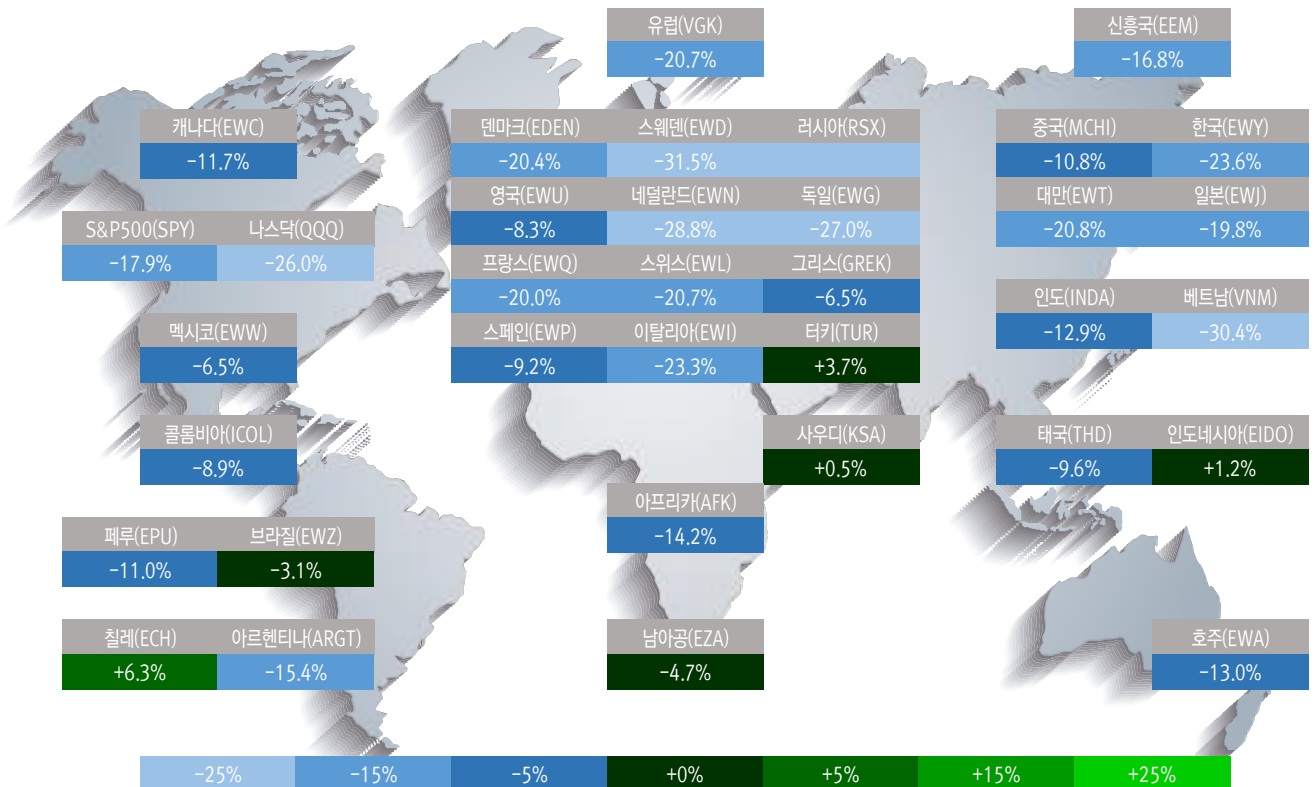 유럽(VGK) 신흥국(EEM)
-20.7% -16.8%
캐나다(EWC) 덴마크(EDEN) 스웨덴(EWD) 러시아(RSX) 중국(MCHI) 한국(EWY)
-11.7% -20.4% -31.5% -10.8% -23.6%
영국(EWU) 네덜란드(EWN) 독일(EWG) 대만(EWT) 일본(EWJ)
S&P500(SPY) 나스닥(QQQ) -8.3% -28.8% -27.0% -20.8% -19.8%
-17.9% -26.0% 프랑스(EWQ) 스위스(EWL) 그리스(GREK)
-20.0% -20.7% -6.5% 인도(INDA) 베트남(VNM)
멕시코(EWW) 스페인(EWP) 이탈리아(EWI) 터키(TUR) -12.9% -30.4%
-6.5% -9.2% -23.3% +3.7%
콜롬비아(ICOL) 사우디(KSA) 태국(THD) 인도네시아(EIDO)
-8.9% +0.5% -9.6% +1.2%
아프리카(AFK)
페루(EPU) 브라질(EWZ) -14.2%
-11.0% -3.1%
칠레(ECH) 아르헨티나(ARGT) 남아공(EZA) 호주(EWA)
+6.3% -15.4% -4.7% -13.0%
-25% -15% -5% +0% +5% +15% +25%